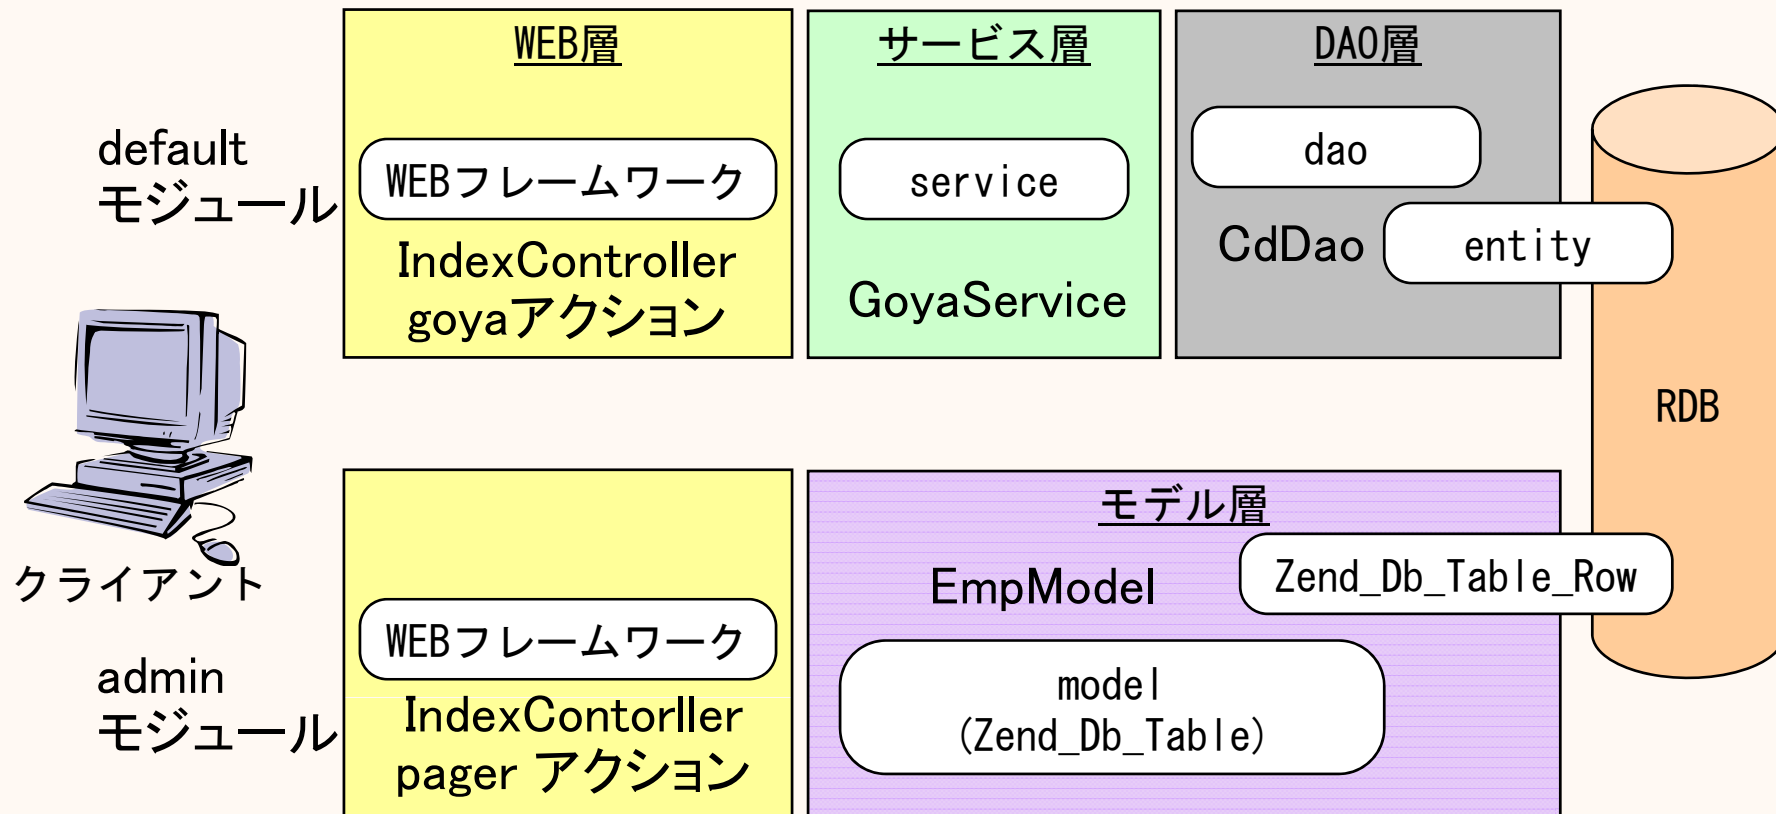 WEB層
サービス層
DAO層
default
モジュール
WEBフレームワーク
service
dao
entity
IndexController
goyaアクション
GoyaService
CdDao
RDB
クライアント
モデル層
EmpModel
Zend_Db_Table_Row
admin
モジュール
WEBフレームワーク
IndexContorller
pager アクション
model
(Zend_Db_Table)